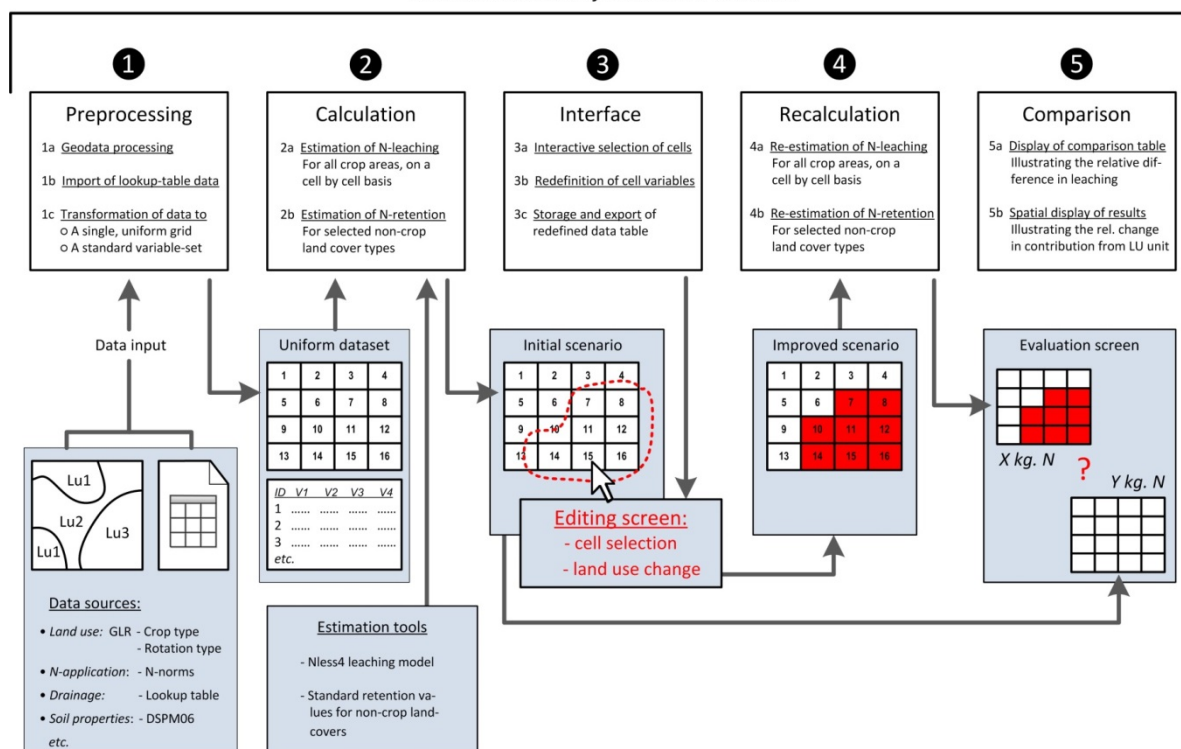 1
2
3
4
5
Preprocessing
1a Geodata processing
1b Import of lookup-table data
1c Transformation of data to
○ A single, uniform grid
○ A standard variable-set
Calculation
2a Estimation of N-leaching
For all crop areas, on a
cell by cell basis
2b Estimation of N-retention
For selected non-crop
land cover types
Interface
3a Interactive selection of cells
3b Redefinition of cell variables
3c Storage and export of
redefined data table
Recalculation
4a Re-estimation of N-leaching
For all crop areas, on a
cell by cell basis
4b Re-estimation of N-retention
For selected non-crop
land cover types
Comparison
5a Display of comparison table
Illustrating the relative dif-
ference in leaching
5b Spatial display of results
Illustrating the rel. change
in contribution from LU unit
Data input
Lu1
Lu2
Lu3
Lu1
Data sources:
• Land use: GLR - Crop type
- Rotation type
• N-application: - N-norms
• Drainage: - Lookup table
• Soil properties: - DSPM06
etc.
Uniform dataset
1 2 3 4
5 6 7 8
9 10 11 12
13 14 15 16
ID V1 V2 V3 V4
1 ...... ...... ...... ......
2 ...... ...... ...... ......
3 ...... ...... ...... ......
etc.
Estimation tools
- Nless4 leaching model
- Standard retention va-
lues for non-crop land-
covers
Initial scenario
1 2 3 4
5 6 7 8
9 10 11 12
13 14 15 16
Editing screen:
- cell selection
- land use change
Improved scenario
1 2 3 4
5 6 7 8
9 10 11 12
13 14 15 16
Evaluation screen
X kg. N
?
Y kg. N